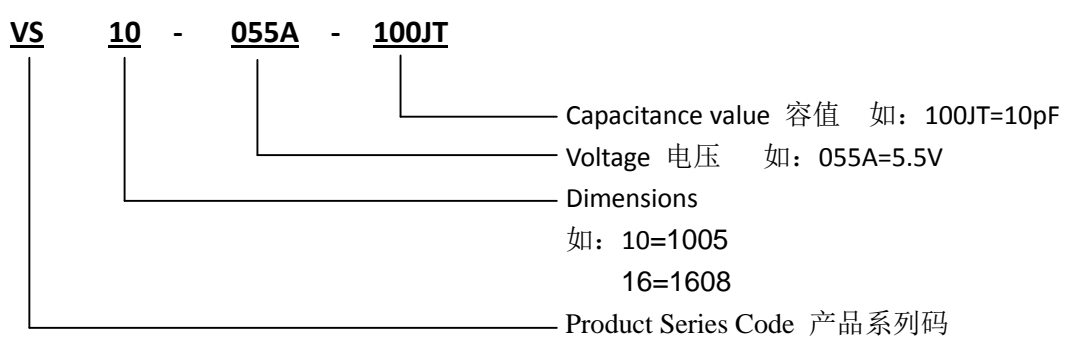 VS 10 - 055A - 100JT
Capacitance value 容值 如：100JT=10pF
Voltage 电压 如：055A=5.5V
Dimensions
如：10=1005
16=1608
Product Series Code 产品系列码